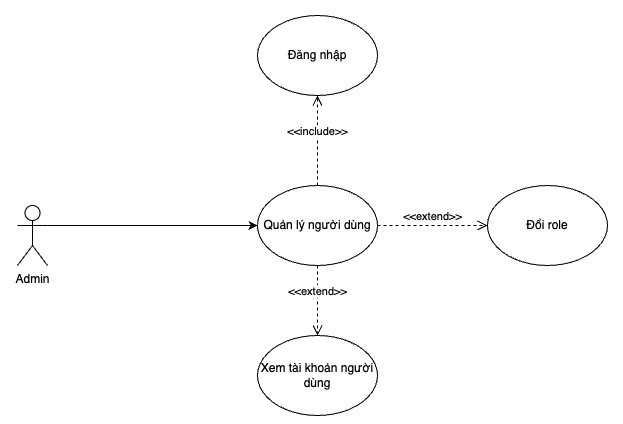 Đăng nhập
<<include>>
Quản lý người dùng
<<extend>>
Đổi role
Admin
<<extend>>
Xem tài khoản người
dùng